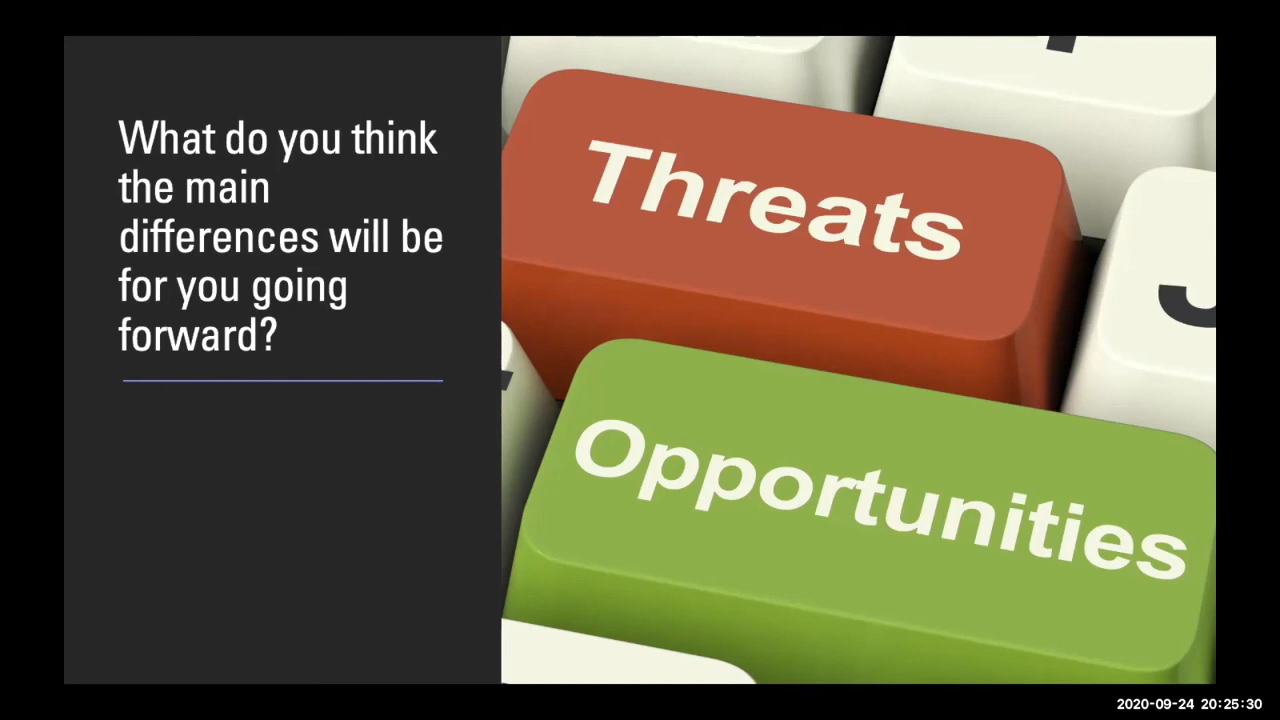 What do you think
the main
differences will be
for you going
forward?
Threats
Opportunities
J
2020-09-24 20:25:30